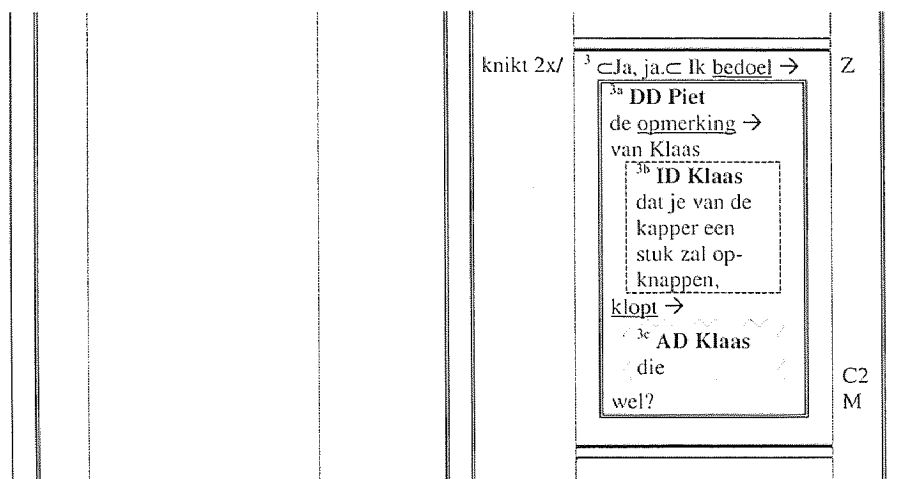 knikt 2x/ ³ ⊂Ja, ja.⊂ Ik bedoel → Z
³ᵃ DD Piet
de opmerking →
van Klaas
³ᵇ ID Klaas
dat je van de
kapper een
stuk zal op-
knappen,
klopt →
³ᶜ AD Klaas
die
C2
wel? M